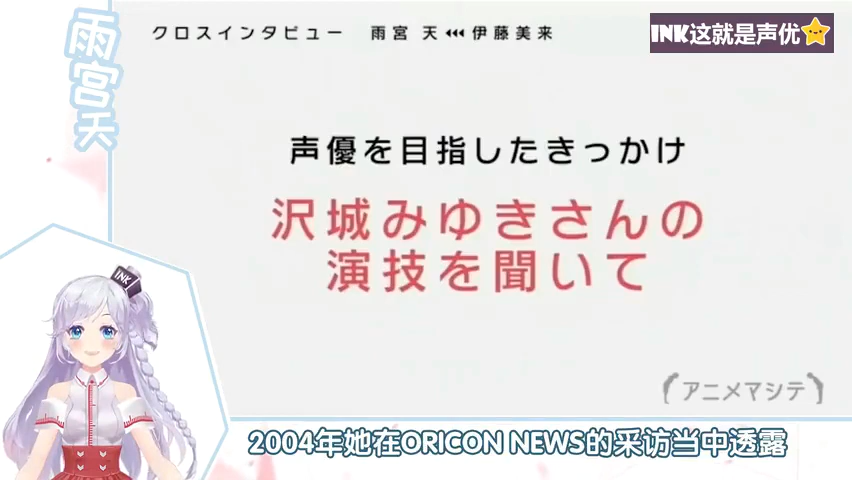 雨宮天
クロスインタビュー 雨宮 天 ◂◂◂ 伊藤美来
INK这就是声优
声優を目指したきっかけ
沢城みゆきさんの
演技を聞いて
INK
アニメマシテ
2004年她在ORICON NEWS的采访当中透露